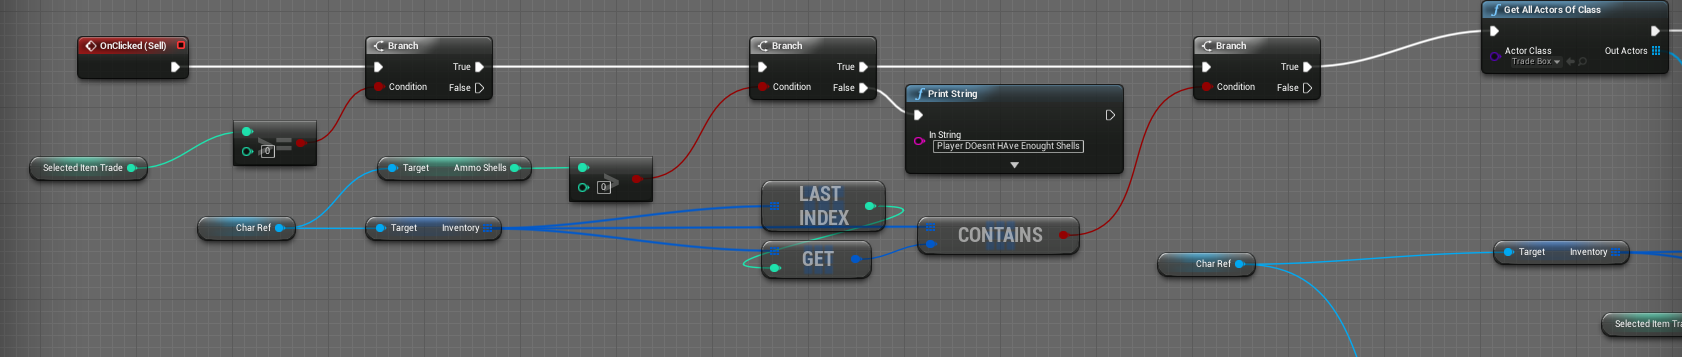 Get All Actors Of Class
OnClicked (Sell)
Branch
Branch
Branch
True
True
True
Condition
False
Condition
False
Condition
False
Actor Class
Out Actors
Trade Box
Print String
In String
Player DOesnt HAve Enought Shells
>=
0
Selected Item Trade
Target
Ammo Shells
>
0
LAST
INDEX
Char Ref
Target
Inventory
CONTAINS
GET
Char Ref
Target
Inventory
Selected Item Tra